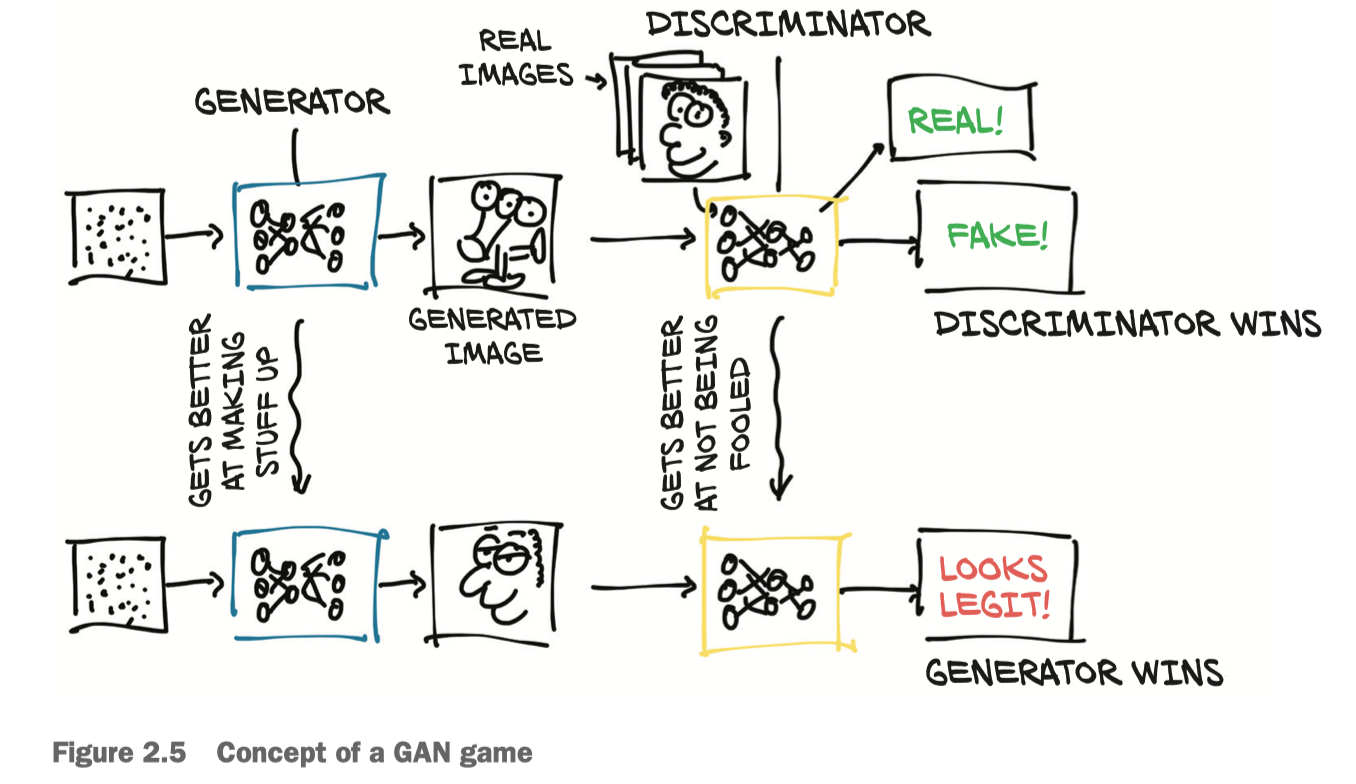 DISCRIMINATOR
REAL
IMAGES
GENERATOR
REAL!
FAKE!
GENERATED
IMAGE
DISCRIMINATOR WINS
GETS BETTER
AT MAKING
STUFF UP
GETS BETTER
AT NOT BEING
FOOLED
LOOKS
LEGIT!
GENERATOR WINS
Figure 2.5 Concept of a GAN game